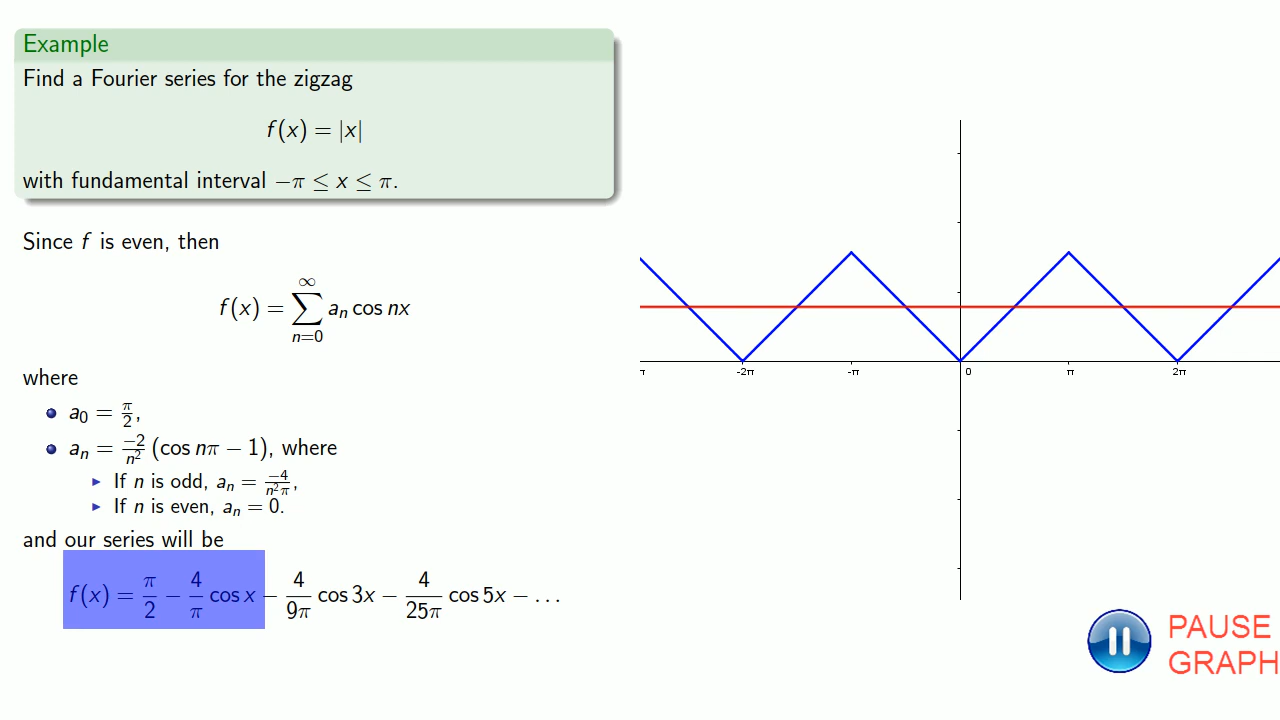 Example
Find a Fourier series for the zigzag
f(x) = |x|
with fundamental interval −π ≤ x ≤ π.
Since f is even, then
f(x) = ∑_{n=0}^{∞} a_n cos nx
where
a_0 = π/2,
a_n = −2/n² (cos nπ − 1), where
If n is odd, a_n = −4/(n²π),
If n is even, a_n = 0.
and our series will be
f(x) = π/2 − 4/π cos x − 4/(9π) cos 3x − 4/(25π) cos 5x − …
π -2π -π 0 π 2π
PAUSE
GRAPH